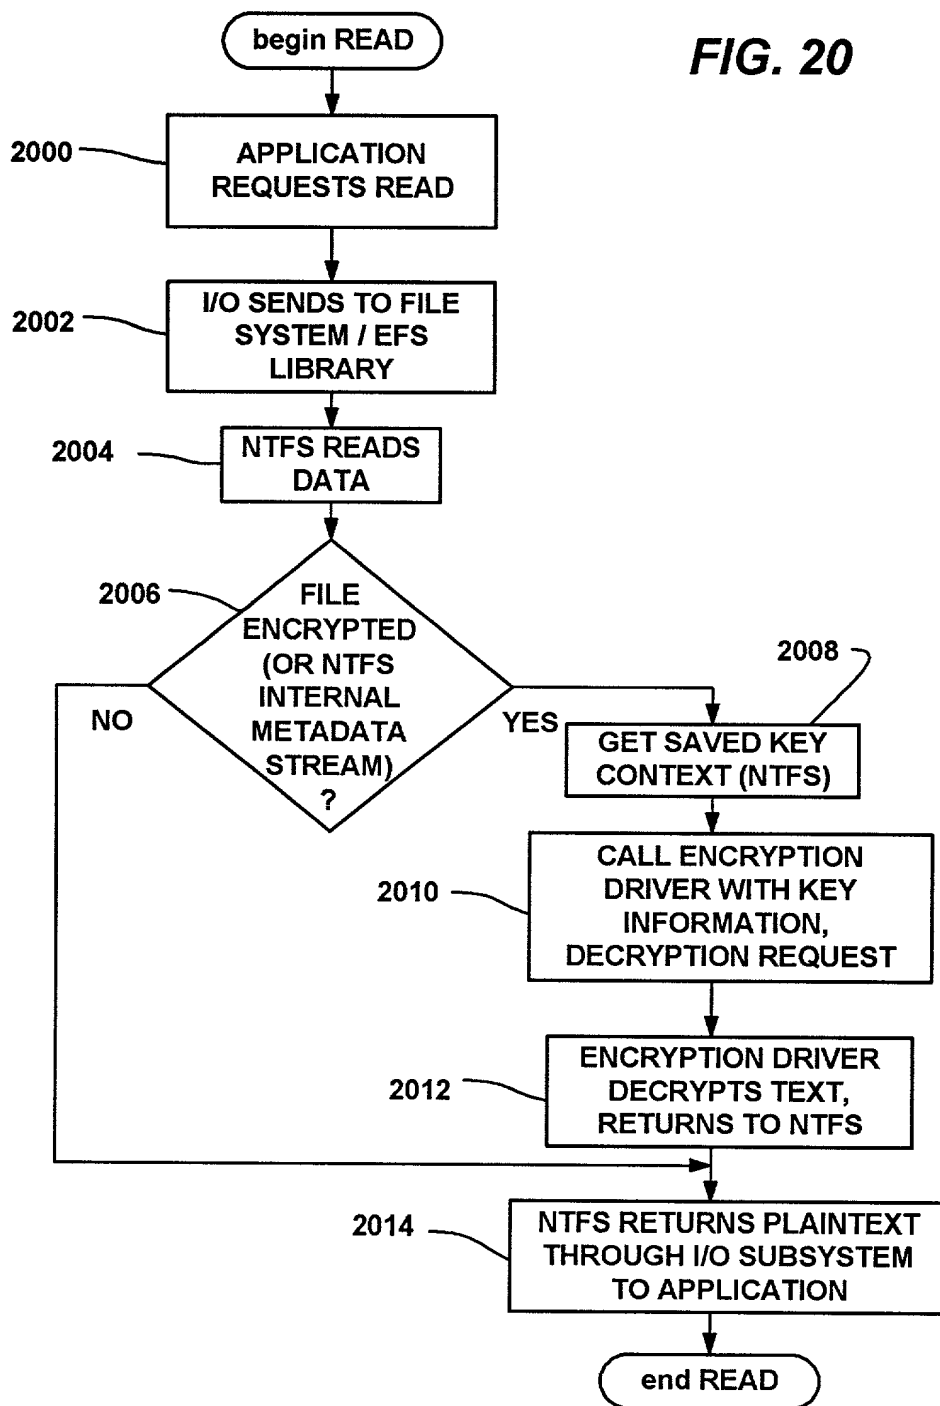 begin READ
FIG. 20
2000
APPLICATION
REQUESTS READ
2002
I/O SENDS TO FILE
SYSTEM / EFS
LIBRARY
2004
NTFS READS
DATA
2006
FILE
ENCRYPTED
(OR NTFS
INTERNAL
METADATA
STREAM)
?
NO
YES
2008
GET SAVED KEY
CONTEXT (NTFS)
2010
CALL ENCRYPTION
DRIVER WITH KEY
INFORMATION,
DECRYPTION REQUEST
2012
ENCRYPTION DRIVER
DECRYPTS TEXT,
RETURNS TO NTFS
2014
NTFS RETURNS PLAINTEXT
THROUGH I/O SUBSYSTEM
TO APPLICATION
end READ